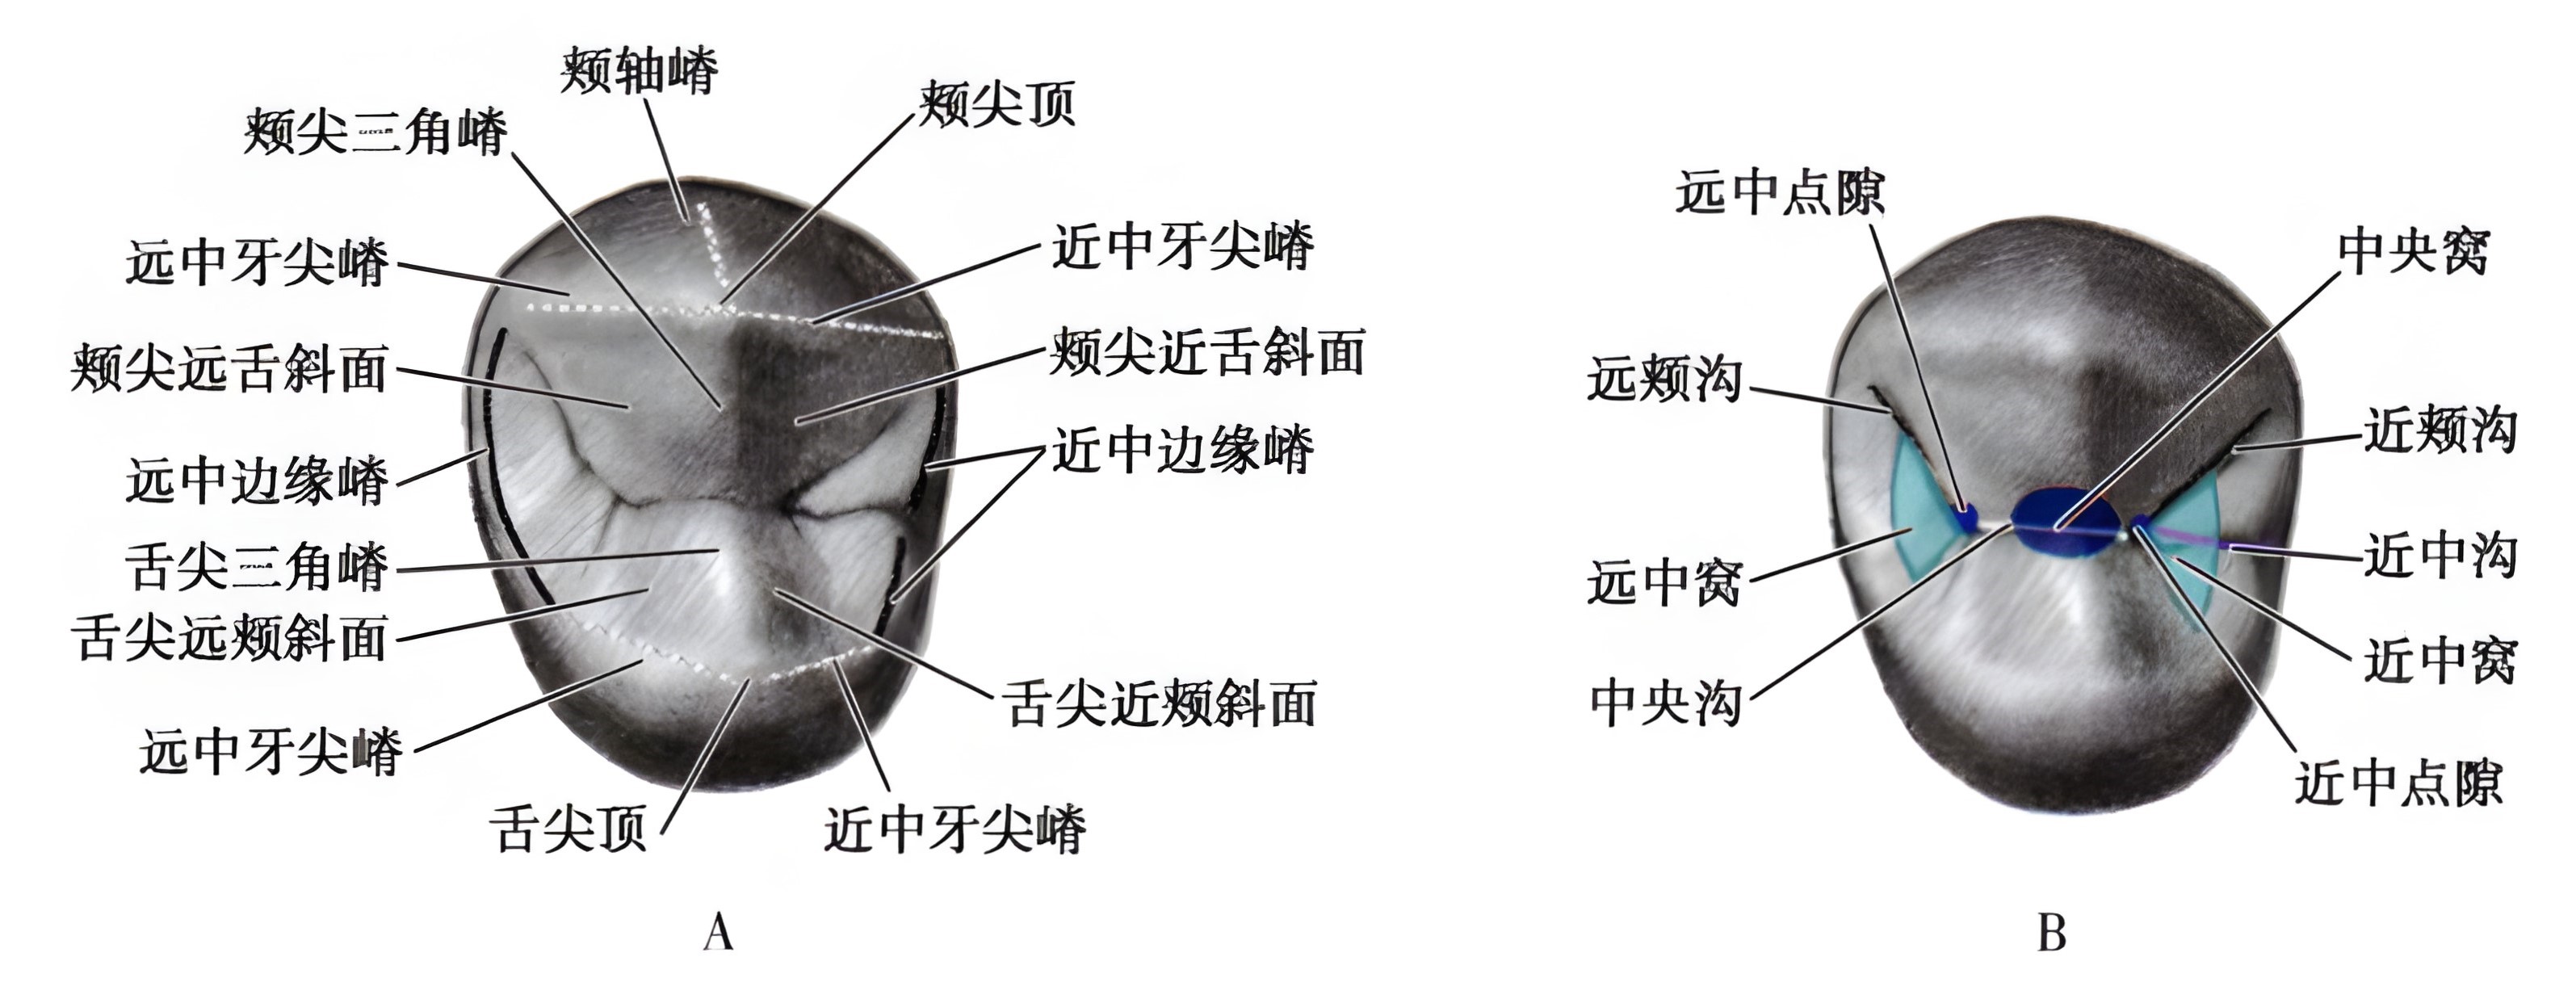 颊轴嵴
颊尖三角嵴
颊尖顶
远中牙尖嵴
近中牙尖嵴
颊尖远舌斜面
颊尖近舌斜面
远中边缘嵴
近中边缘嵴
舌尖三角嵴
舌尖远颊斜面
舌尖近颊斜面
远中牙尖嵴
舌尖顶
近中牙尖嵴
A
远中点隙
中央窝
远颊沟
近颊沟
远中窝
近中沟
中央沟
近中窝
近中点隙
B